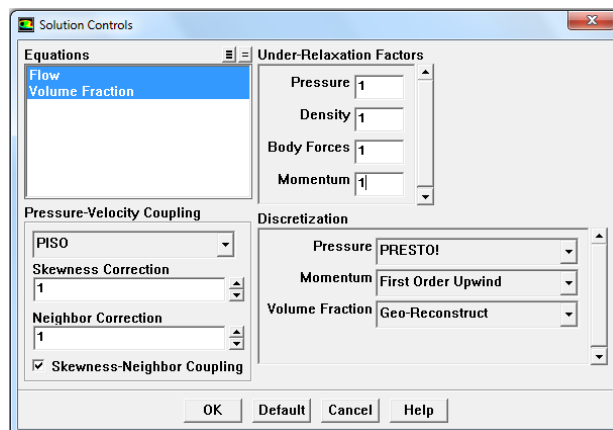 Solution Controls
Equations
Flow
Volume Fraction
Under-Relaxation Factors
Pressure 1
Density 1
Body Forces 1
Momentum 1
Pressure-Velocity Coupling
PISO
Skewness Correction
1
Neighbor Correction
1
Skewness-Neighbor Coupling
Discretization
Pressure PRESTO!
Momentum First Order Upwind
Volume Fraction Geo-Reconstruct
OK Default Cancel Help